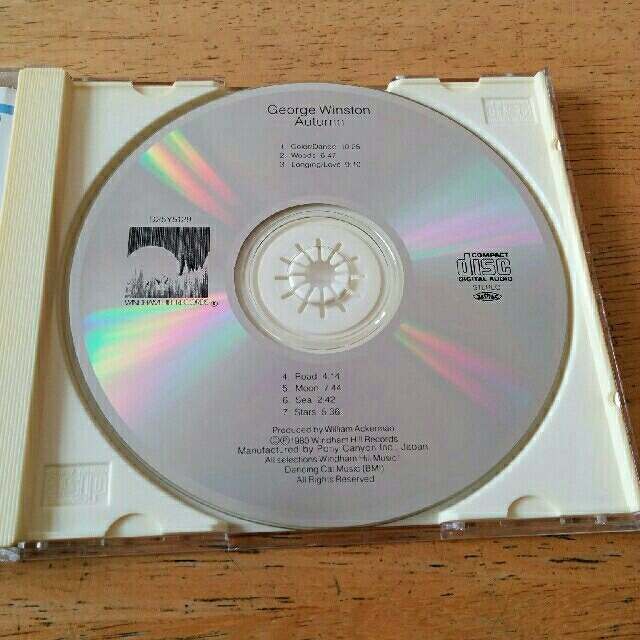 George Winston
Autumn
1 Color/Dance 10:25
2 Woods 6:47
3 Longing/Love 9:10
D25Y5129
WINDHAM HILL RECORDS ®
COMPACT
disc
DIGITAL AUDIO
STEREO
4 Road 4:14
5 Moon 7:44
6 Sea 2:42
7 Stars 5:36
Produced by William Ackerman
©℗1980 Windham Hill Records
Manufactured by Pony Canyon Inc., Japan
All selections Windham Hill Music/
Dancing Cat Music (BMI)
All Rights Reserved